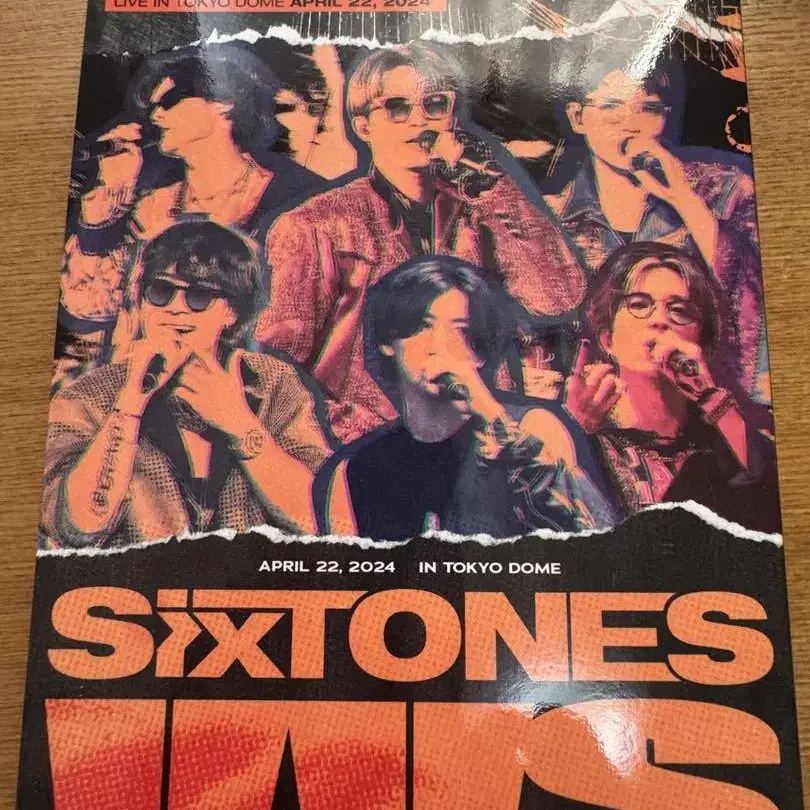 LIVE IN TOKYO DOME APRIL 22, 2024
APRIL 22, 2024 IN TOKYO DOME
SixTONES